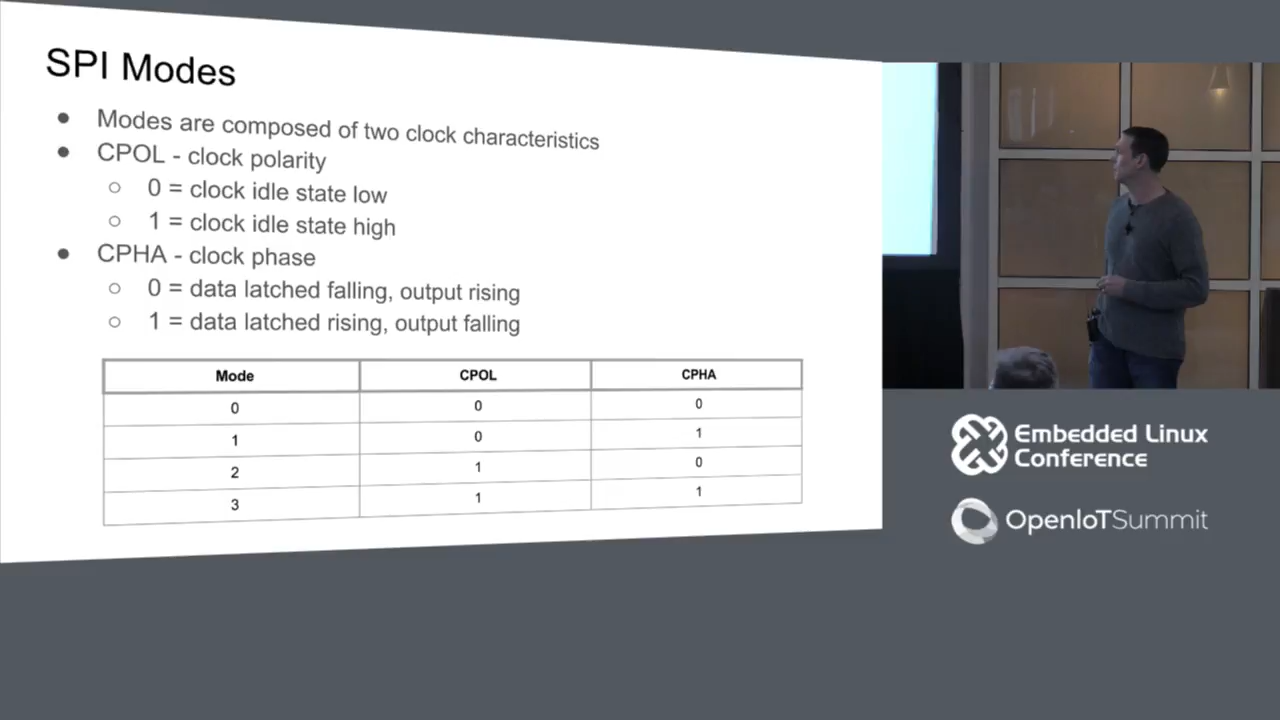 SPI Modes
● Modes are composed of two clock characteristics
● CPOL - clock polarity
○ 0 = clock idle state low
○ 1 = clock idle state high
● CPHA - clock phase
○ 0 = data latched falling, output rising
○ 1 = data latched rising, output falling
Mode CPOL CPHA
0 0 0
1 0 1
2 1 0
3 1 1
Embedded Linux
Conference
OpenIoTSummit